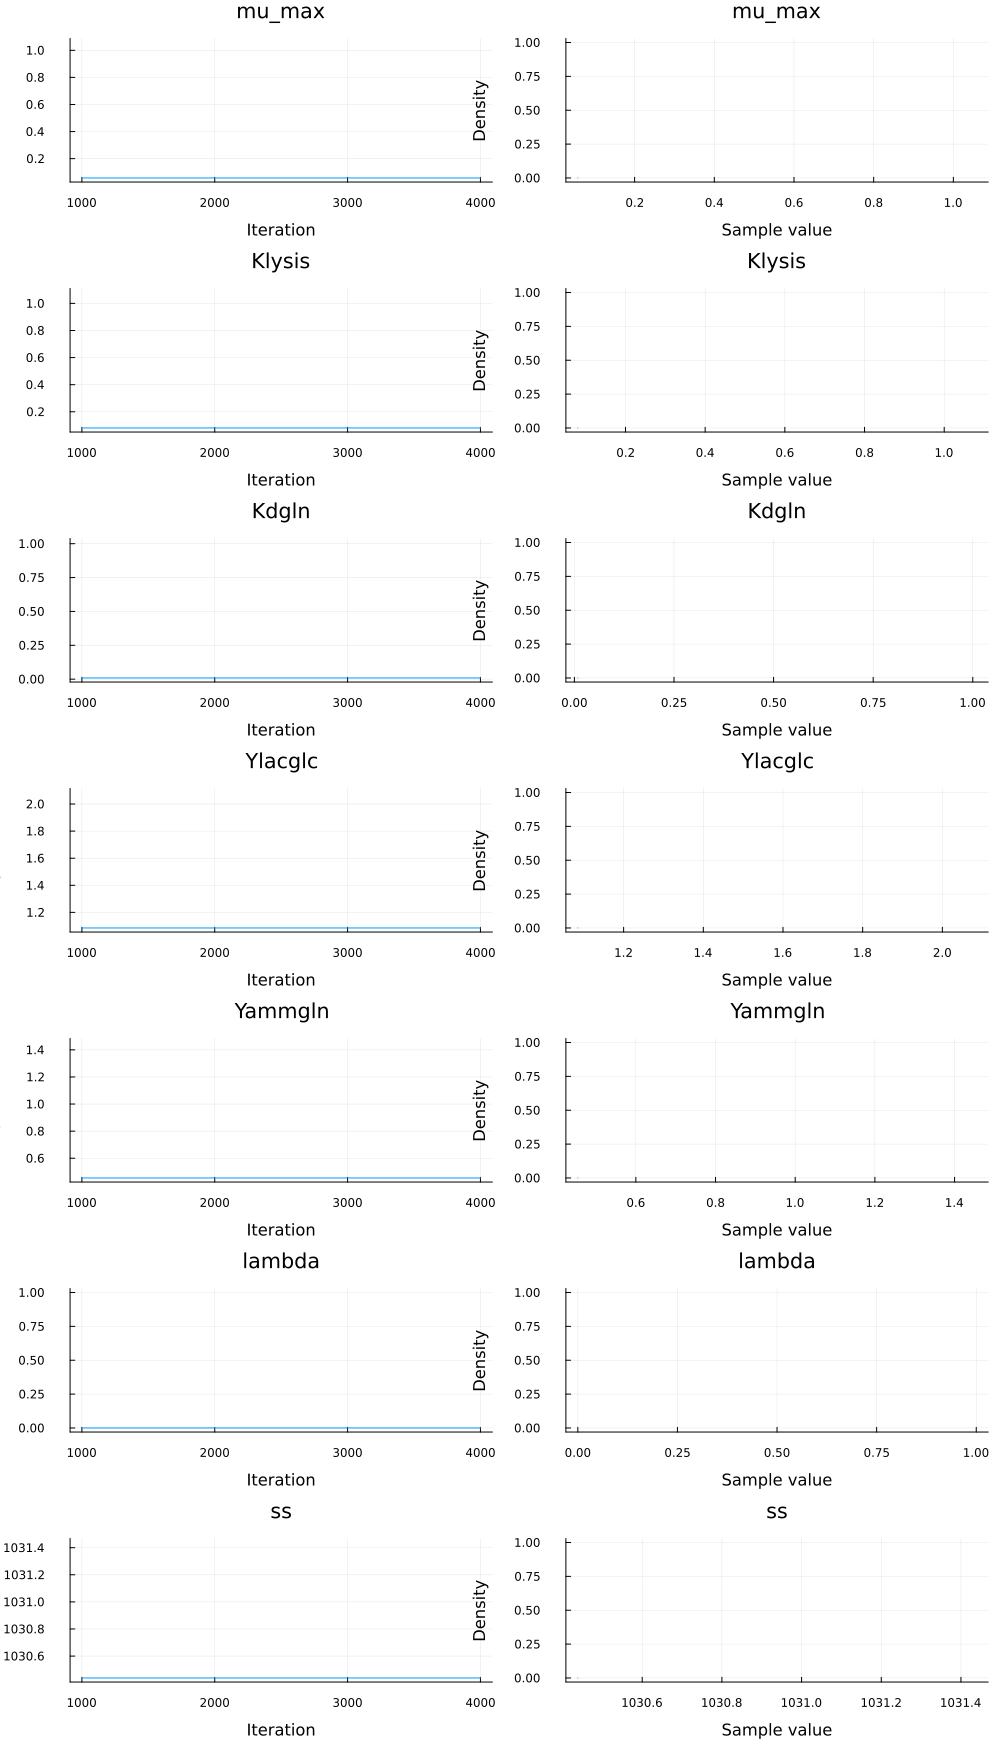 mu_max mu_max
1.0 1.00
0.8 0.75
0.6 Density 0.50
0.4 0.25
0.2 0.00
1000 2000 3000 4000 0.2 0.4 0.6 0.8 1.0
Iteration Sample value
Klysis Klysis
1.0 1.00
0.8 0.75
0.6 Density 0.50
0.4 0.25
0.2 0.00
1000 2000 3000 4000 0.2 0.4 0.6 0.8 1.0
Iteration Sample value
Kdgln Kdgln
1.00 1.00
0.75 0.75
0.50 Density 0.50
0.25 0.25
0.00 0.00
1000 2000 3000 4000 0.00 0.25 0.50 0.75 1.00
Iteration Sample value
Ylacglc Ylacglc
2.0 1.00
1.8 0.75
1.6 Density 0.50
1.4 0.25
1.2 0.00
1000 2000 3000 4000 1.2 1.4 1.6 1.8 2.0
Iteration Sample value
Yammgln Yammgln
1.4 1.00
1.2 0.75
1.0 Density 0.50
0.8 0.25
0.6 0.00
1000 2000 3000 4000 0.6 0.8 1.0 1.2 1.4
Iteration Sample value
lambda lambda
1.00 1.00
0.75 0.75
0.50 Density 0.50
0.25 0.25
0.00 0.00
1000 2000 3000 4000 0.00 0.25 0.50 0.75 1.00
Iteration Sample value
ss ss
1031.4 1.00
1031.2 0.75
1031.0 Density 0.50
1030.8 0.25
1030.6 0.00
1000 2000 3000 4000 1030.6 1030.8 1031.0 1031.2 1031.4
Iteration Sample value